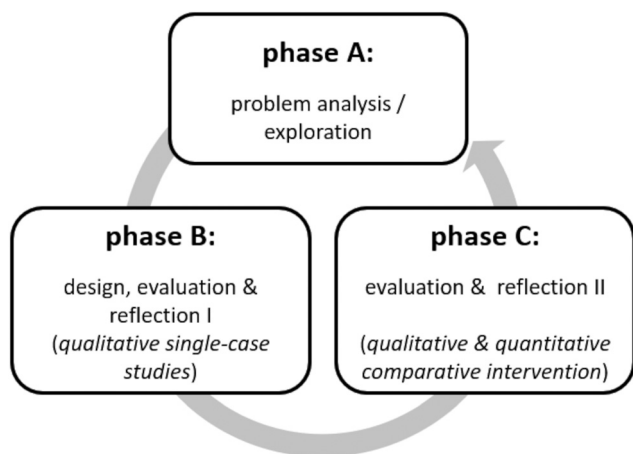 phase A:
problem analysis /
exploration
phase B:
design, evaluation &
reflection I
(qualitative single-case
studies)
phase C:
evaluation & reflection II
(qualitative & quantitative
comparative intervention)